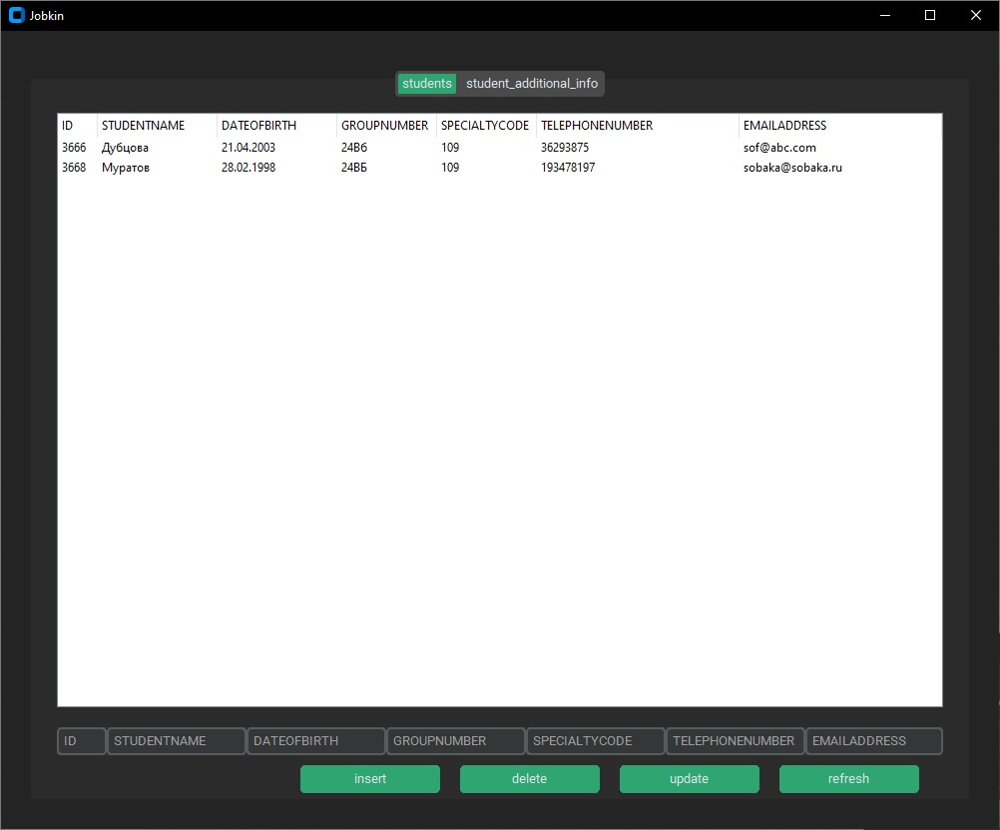 Jobkin
students student_additional_info
ID STUDENTNAME DATEOFBIRTH GROUPNUMBER SPECIALTYCODE TELEPHONENUMBER EMAILADDRESS
3666 Дубцова 21.04.2003 24В6 109 36293875 sof@abc.com
3668 Муратов 28.02.1998 24ВБ 109 193478197 sobaka@sobaka.ru
ID STUDENTNAME DATEOFBIRTH GROUPNUMBER SPECIALTYCODE TELEPHONENUMBER EMAILADDRESS
insert delete update refresh